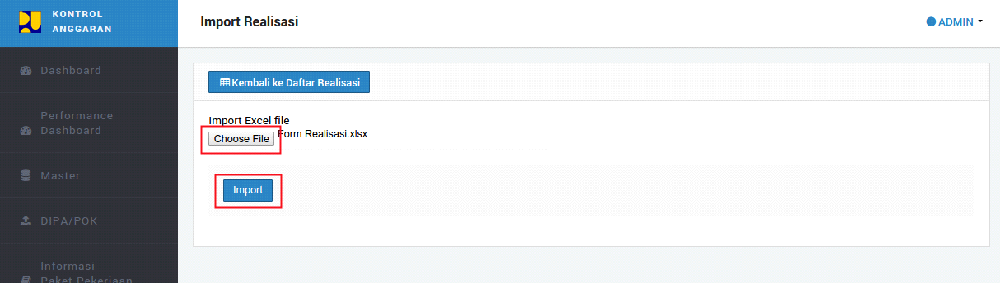 KONTROL
ANGGARAN
Import Realisasi
ADMIN
Dashboard
Performance
Dashboard
Master
DIPA/POK
Informasi
Paket Pekerjaan
Kembali ke Daftar Realisasi
Import Excel file
Choose File Form Realisasi.xlsx
Import